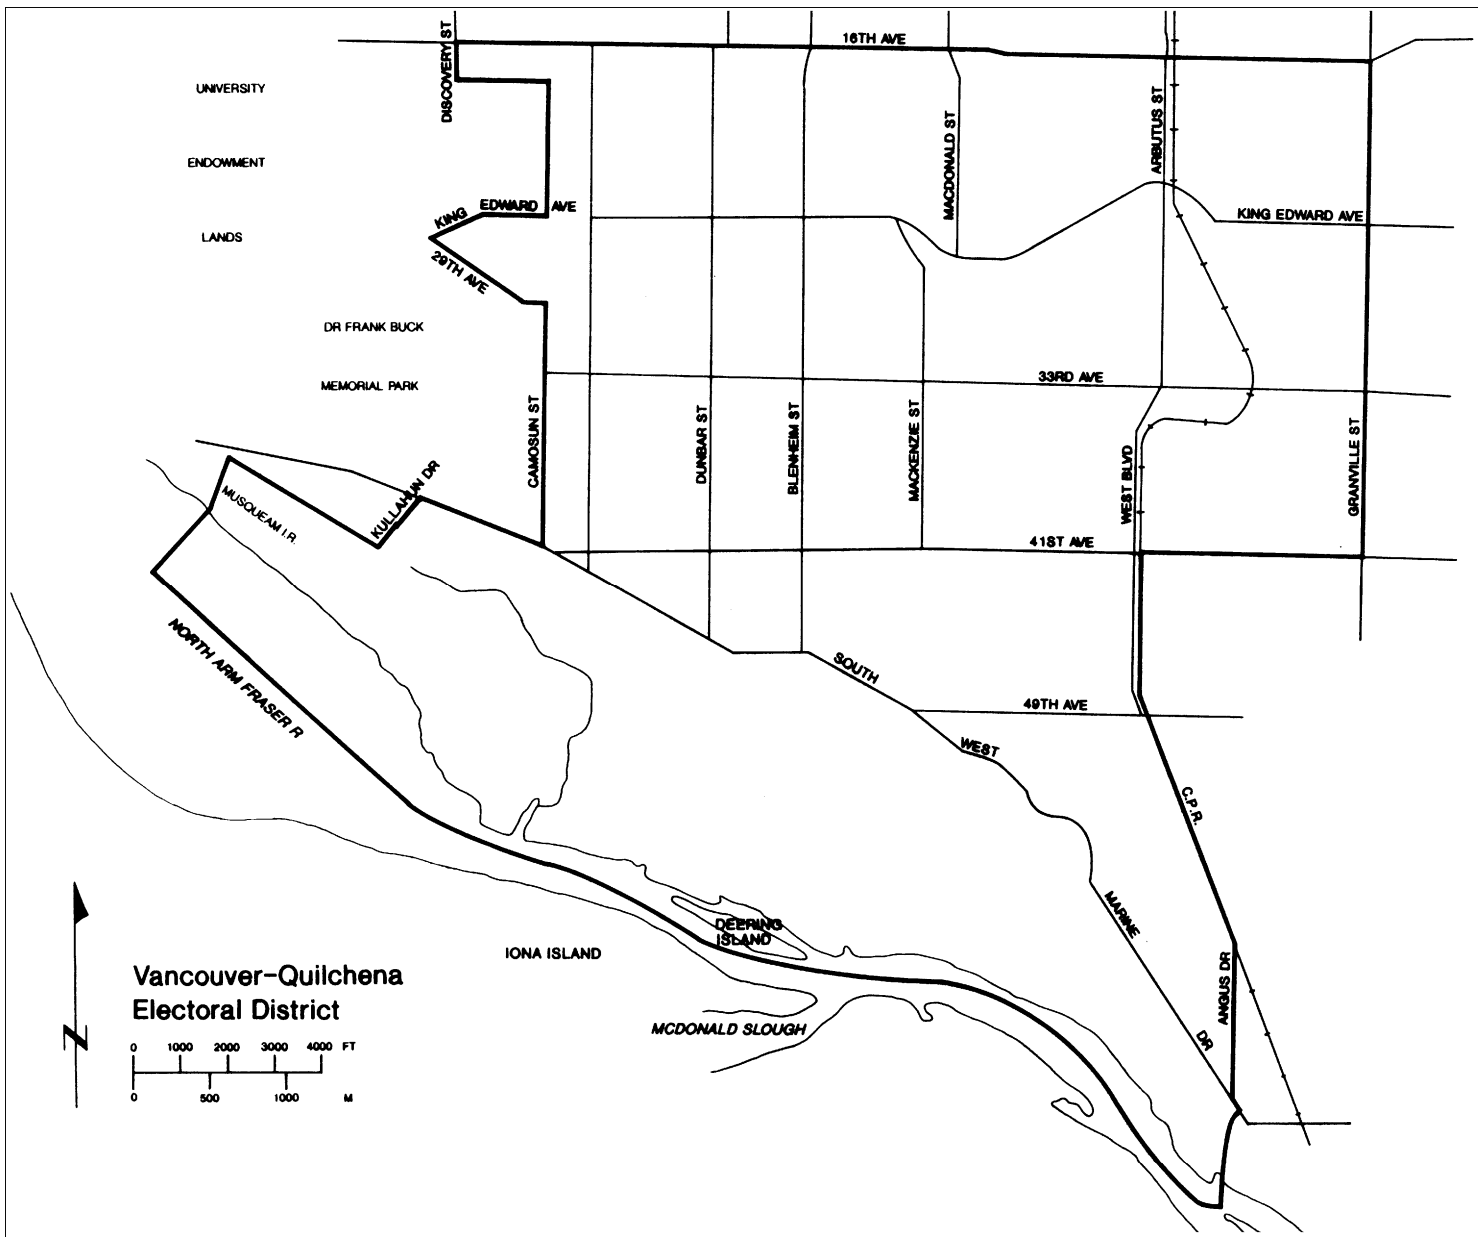 16TH AVE
DISCOVERY ST
UNIVERSITY
ENDOWMENT
LANDS
KING EDWARD AVE
29TH AVE
MACDONALD ST
ARBUTUS ST
KING EDWARD AVE
DR FRANK BUCK
MEMORIAL PARK
33RD AVE
CAMOSUN ST
DUNBAR ST
BLENHEIM ST
MACKENZIE ST
WEST BLVD
GRANVILLE ST
KULLAHUN DR
MUSQUEAM I.R.
41ST AVE
NORTH ARM FRASER R
SOUTH
WEST
MARINE
DR
49TH AVE
C.P.R.
ANGUS DR
DEERING
ISLAND
IONA ISLAND
MCDONALD SLOUGH
Vancouver-Quilchena
Electoral District
0 1000 2000 3000 4000 FT
0 500 1000 M
N